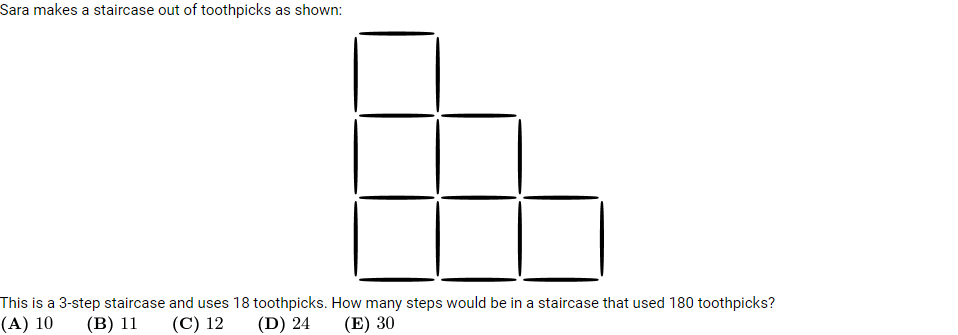 Sara makes a staircase out of toothpicks as shown:
This is a 3-step staircase and uses 18 toothpicks. How many steps would be in a staircase that used 180 toothpicks?
(A) 10 (B) 11 (C) 12 (D) 24 (E) 30